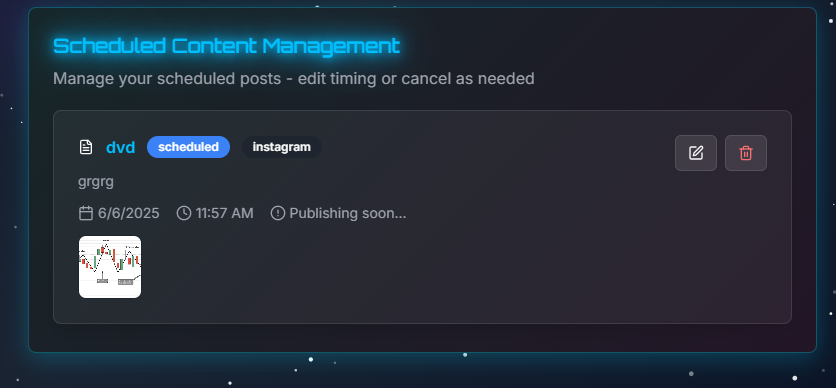 Scheduled Content Management
Manage your scheduled posts - edit timing or cancel as needed
dvd scheduled instagram
grgrg
6/6/2025 11:57 AM Publishing soon...